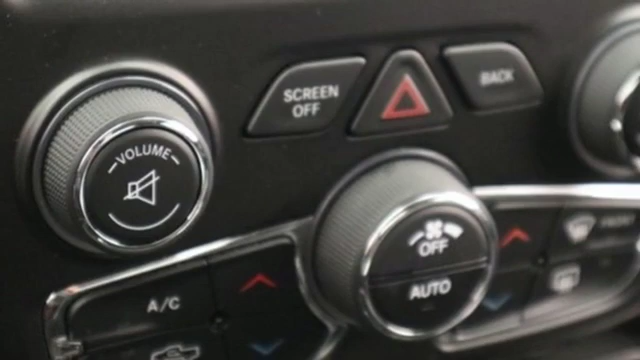 SCREEN
OFF
BACK
VOLUME
OFF
AUTO
A/C